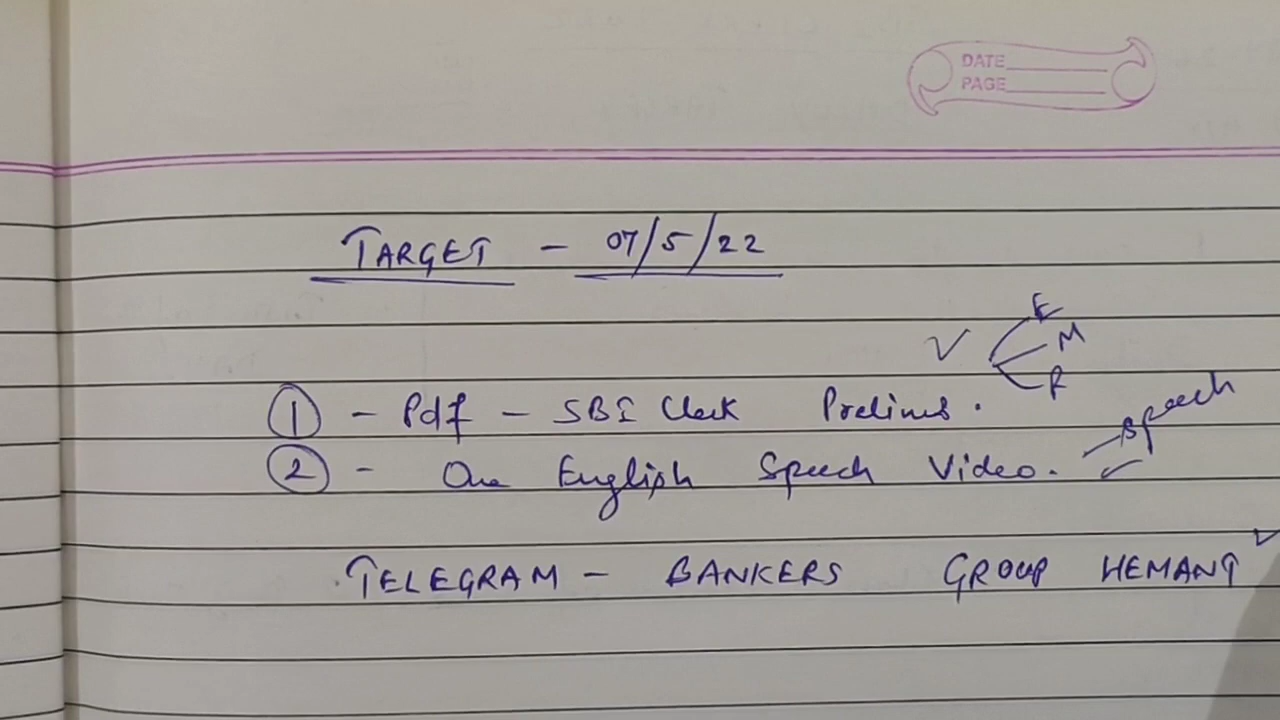 DATE
PAGE
TARGET - 07/5/22
E
M
R
① - Pdf - SBI Clerk Prelims.
Speech
② - One English Speech Video.
TELEGRAM - BANKERS GROUP HEMANT